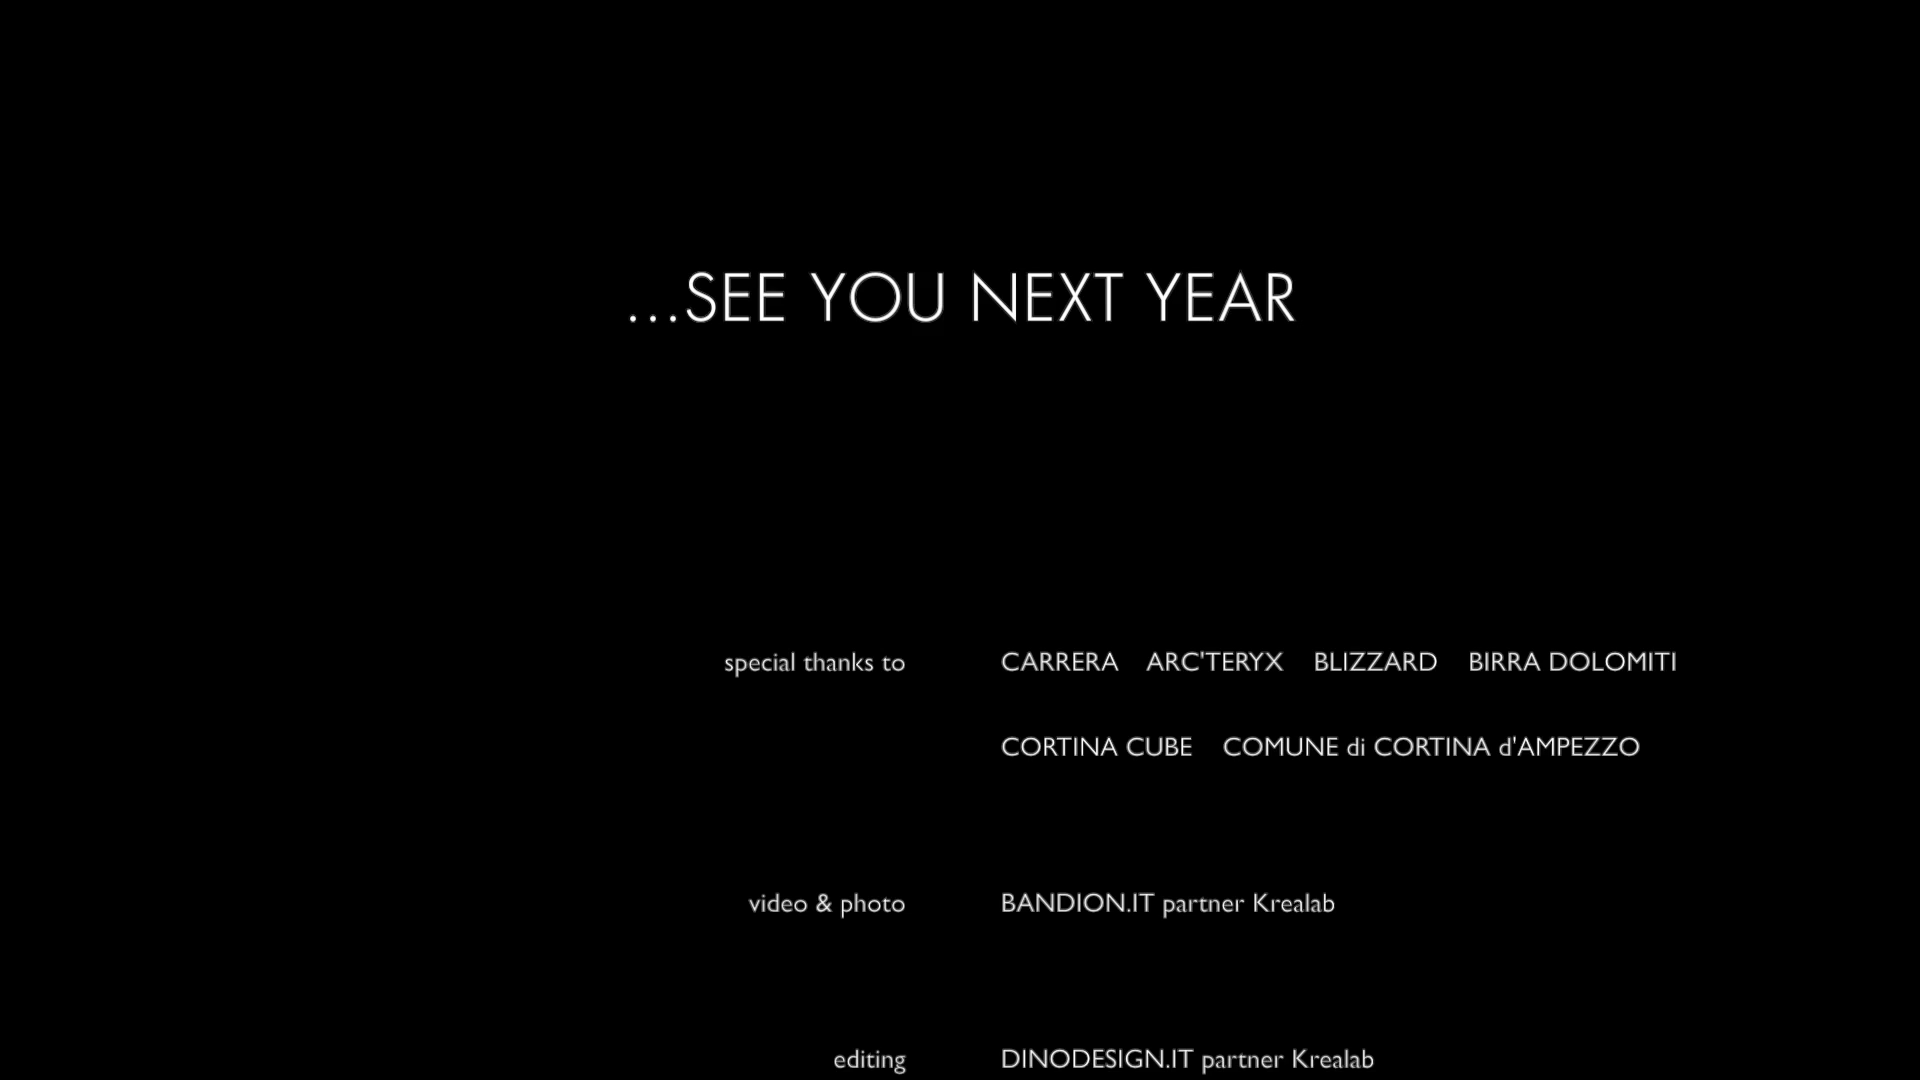 ...SEE YOU NEXT YEAR
special thanks to CARRERA ARC'TERYX BLIZZARD BIRRA DOLOMITI
CORTINA CUBE COMUNE di CORTINA d'AMPEZZO
video & photo BANDION.IT partner Krealab
editing DINODESIGN.IT partner Krealab